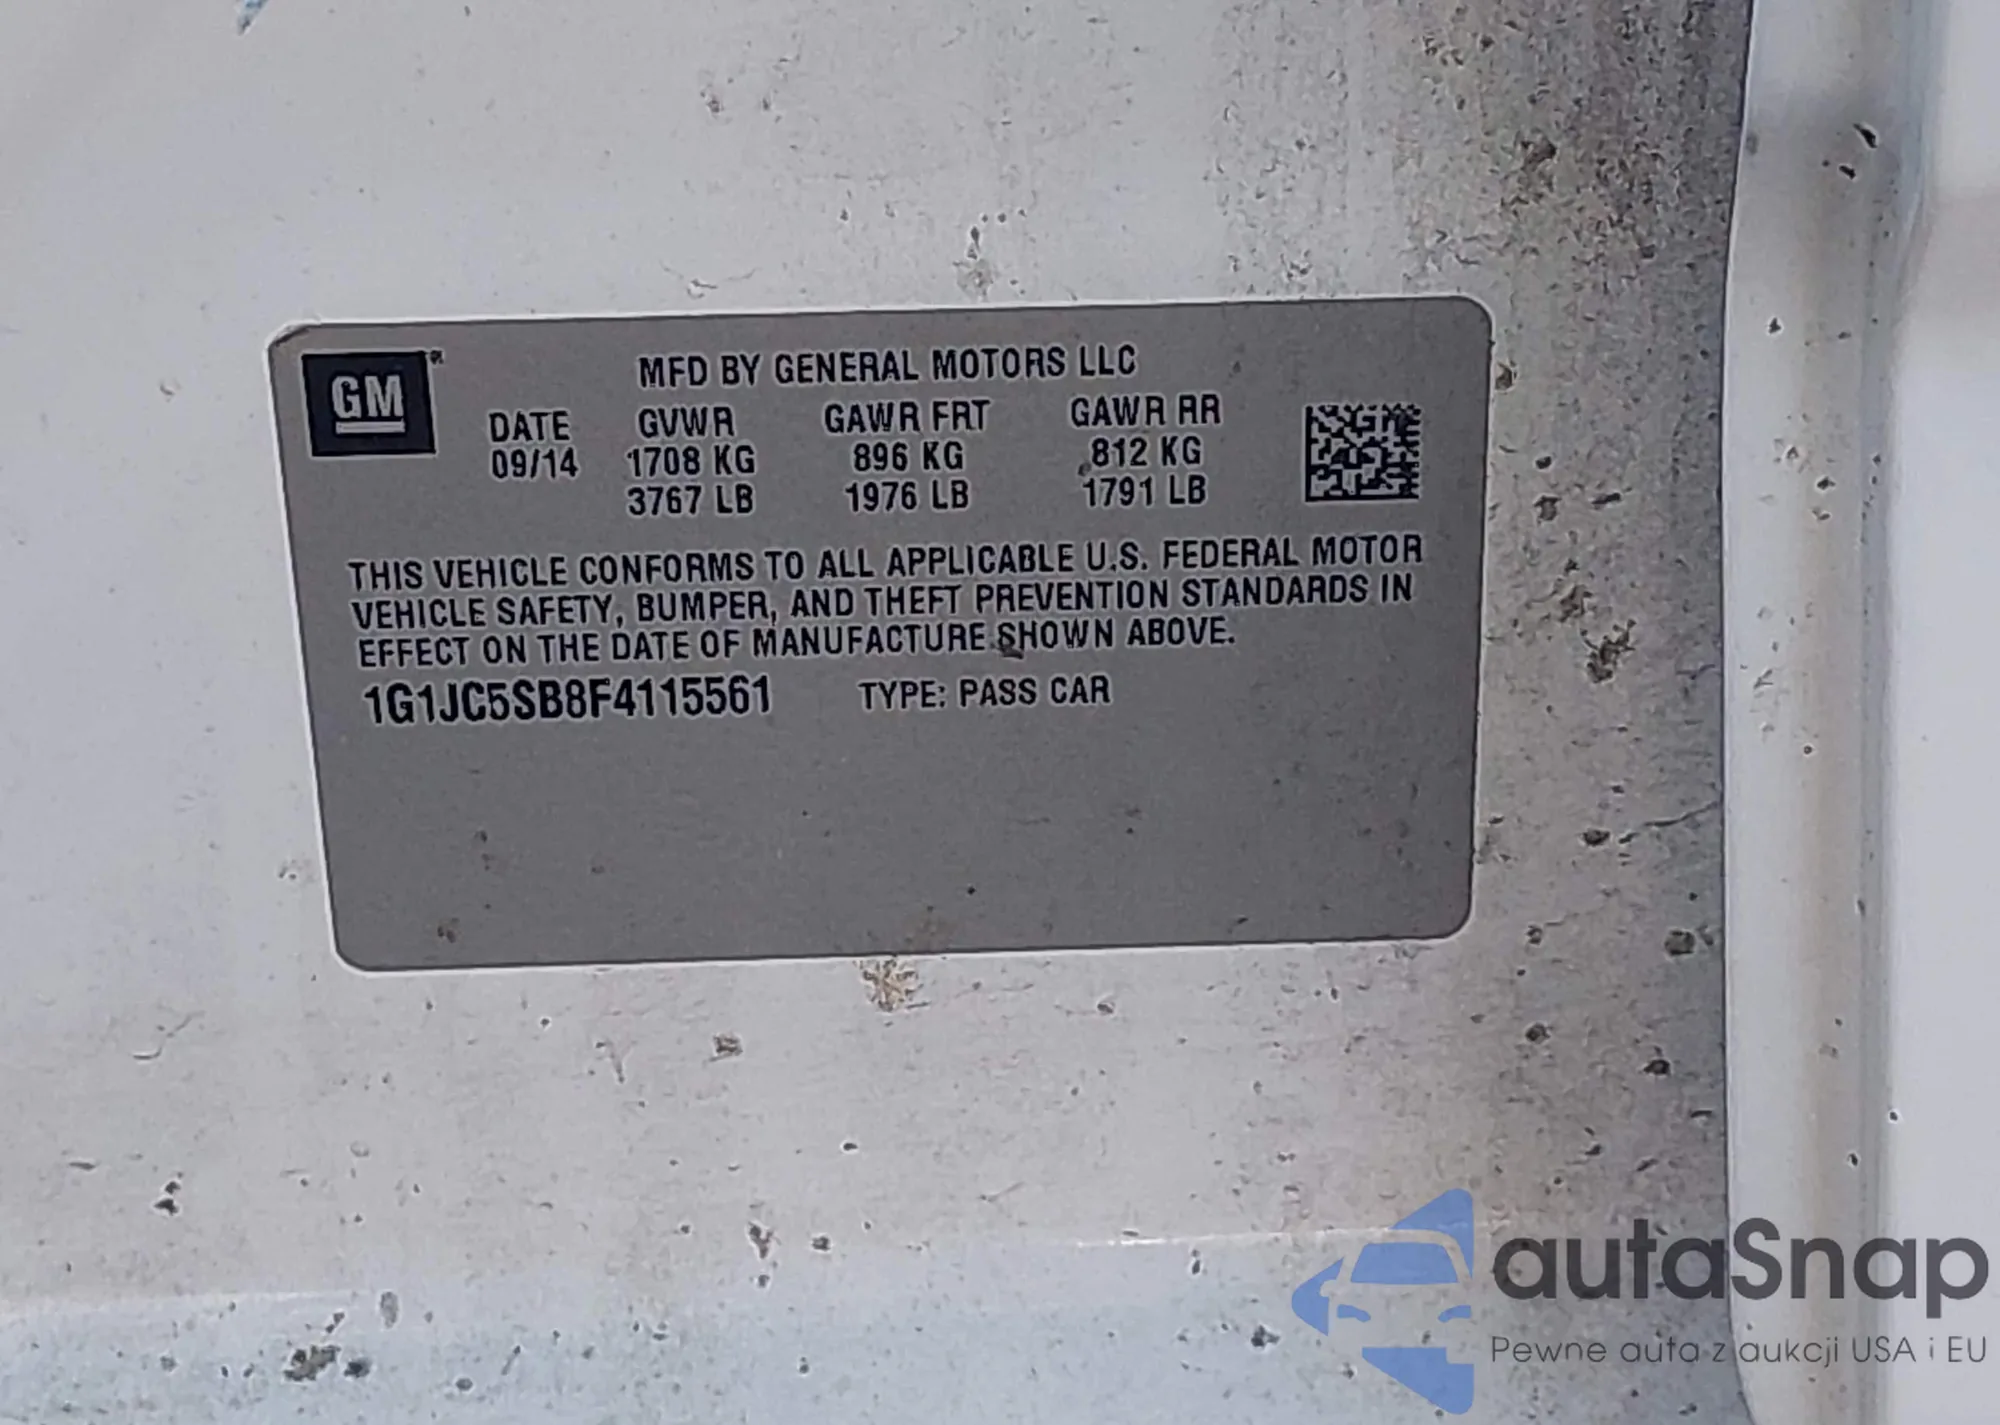 GM
MFD BY GENERAL MOTORS LLC
DATE GVWR GAWR FRT GAWR RR
09/14 1708 KG 896 KG 812 KG
3767 LB 1976 LB 1791 LB
THIS VEHICLE CONFORMS TO ALL APPLICABLE U.S. FEDERAL MOTOR
VEHICLE SAFETY, BUMPER, AND THEFT PREVENTION STANDARDS IN
EFFECT ON THE DATE OF MANUFACTURE SHOWN ABOVE.
1G1JC5SB8F4115561 TYPE: PASS CAR
autaSnap
Pewne auta z aukcji USA i EU